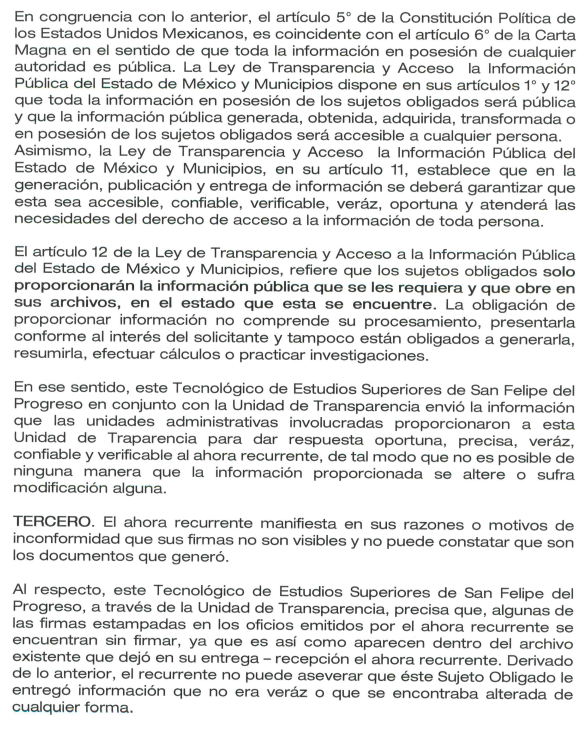 En congruencia con lo anterior, el artículo 5° de la Constitución Política de
los Estados Unidos Mexicanos, es coincidente con el artículo 6° de la Carta
Magna en el sentido de que toda la información en posesión de cualquier
autoridad es pública. La Ley de Transparencia y Acceso la Información
Pública del Estado de México y Municipios dispone en sus artículos 1° y 12°
que toda la información en posesión de los sujetos obligados será pública
y que la información pública generada, obtenida, adquirida, transformada o
en posesión de los sujetos obligados será accesible a cualquier persona.
Asimismo, la Ley de Transparencia y Acceso la Información Pública del
Estado de México y Municipios, en su artículo 11, establece que en la
generación, publicación y entrega de información se deberá garantizar que
esta sea accesible, confiable, verificable, veráz, oportuna y atenderá las
necesidades del derecho de acceso a la información de toda persona.

El artículo 12 de la Ley de Transparencia y Acceso a la Información Pública
del Estado de México y Municipios, refiere que los sujetos obligados solo
proporcionarán la información pública que se les requiera y que obre en
sus archivos, en el estado que esta se encuentre. La obligación de
proporcionar información no comprende su procesamiento, presentarla
conforme al interés del solicitante y tampoco están obligados a generarla,
resumirla, efectuar cálculos o practicar investigaciones.

En ese sentido, este Tecnológico de Estudios Superiores de San Felipe del
Progreso en conjunto con la Unidad de Transparencia envió la información
que las unidades administrativas involucradas proporcionaron a esta
Unidad de Traparencia para dar respuesta oportuna, precisa, veráz,
confiable y verificable al ahora recurrente, de tal modo que no es posible de
ninguna manera que la información proporcionada se altere o sufra
modificación alguna.

TERCERO. El ahora recurrente manifiesta en sus razones o motivos de
inconformidad que sus firmas no son visibles y no puede constatar que son
los documentos que generó.

Al respecto, este Tecnológico de Estudios Superiores de San Felipe del
Progreso, a través de la Unidad de Transparencia, precisa que, algunas de
las firmas estampadas en los oficios emitidos por el ahora recurrente se
encuentran sin firmar, ya que es así como aparecen dentro del archivo
existente que dejó en su entrega – recepción el ahora recurrente. Derivado
de lo anterior, el recurrente no puede aseverar que éste Sujeto Obligado le
entregó información que no era veráz o que se encontraba alterada de
cualquier forma.